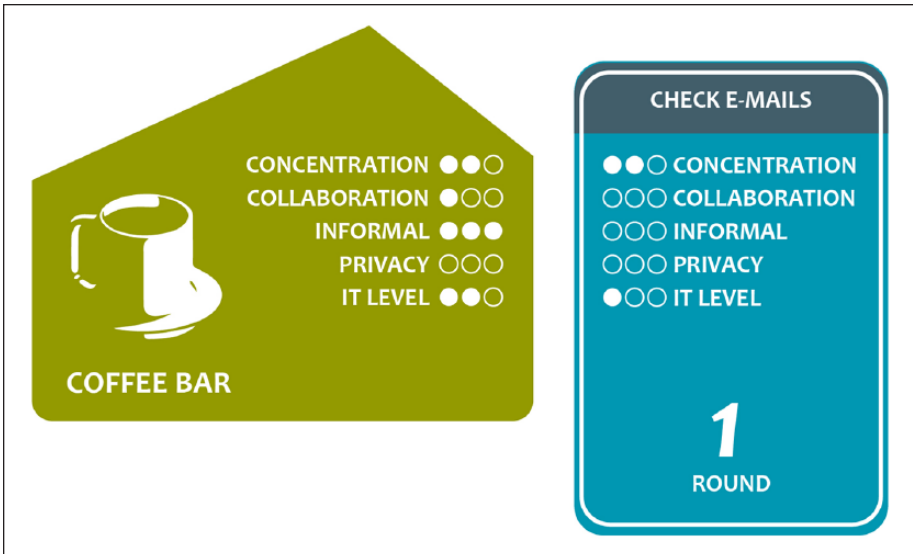 CONCENTRATION
COLLABORATION
INFORMAL
PRIVACY
IT LEVEL
COFFEE BAR
CHECK E-MAILS
CONCENTRATION
COLLABORATION
INFORMAL
PRIVACY
IT LEVEL
1
ROUND